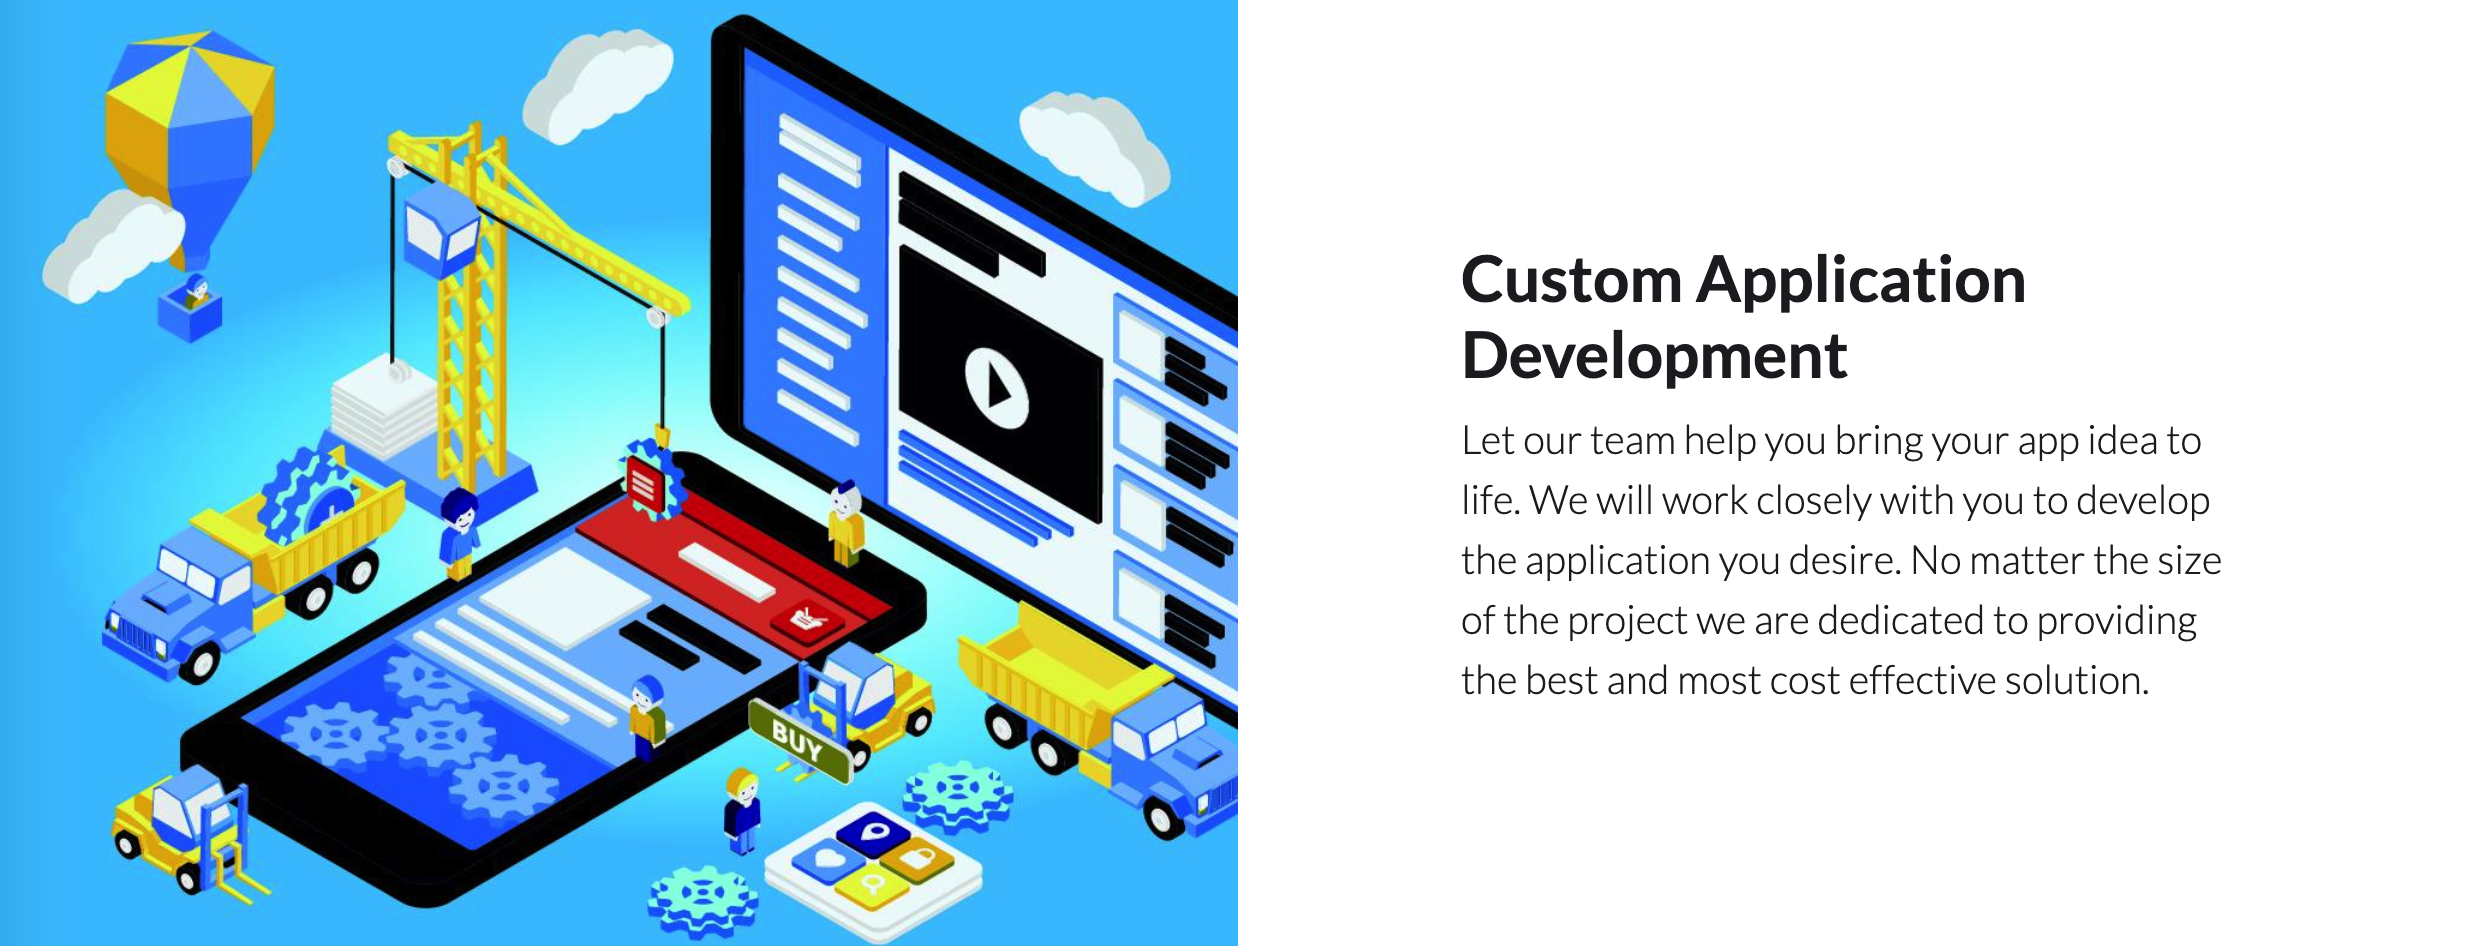 Custom Application
Development
Let our team help you bring your app idea to
life. We will work closely with you to develop
the application you desire. No matter the size
of the project we are dedicated to providing
the best and most cost effective solution.
BUY